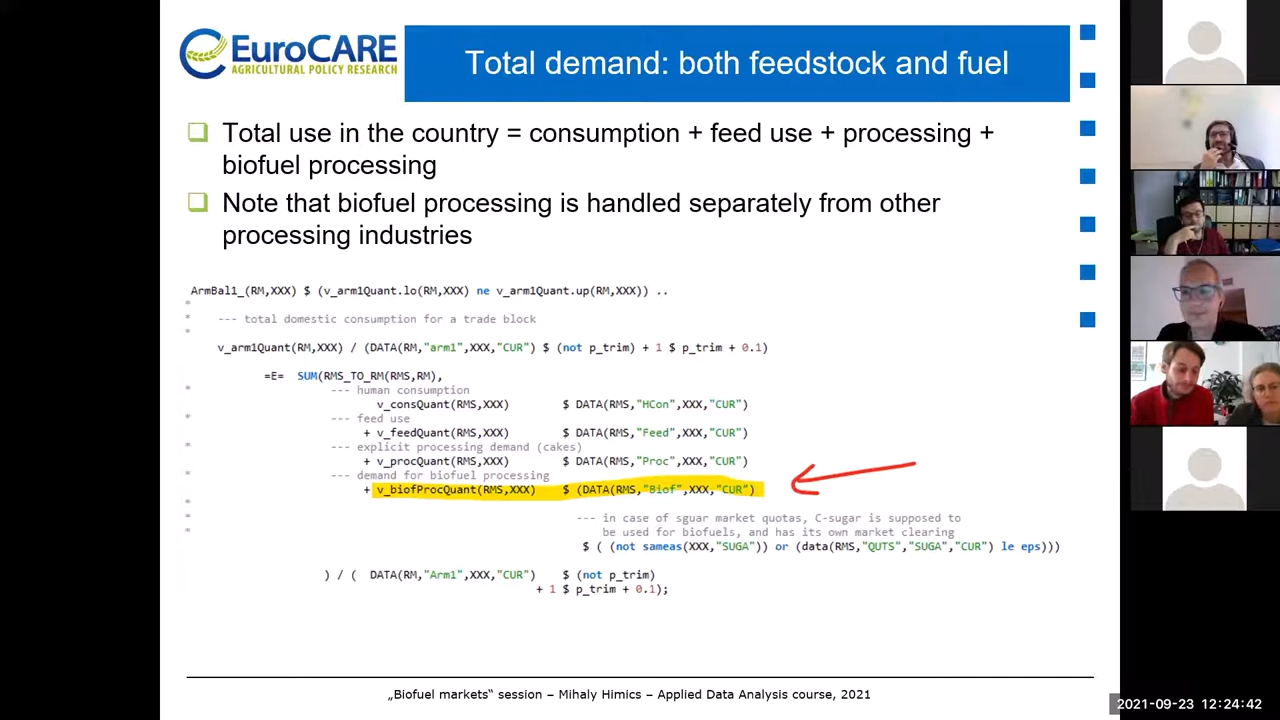 EuroCARE
AGRICULTURAL POLICY RESEARCH
Total demand: both feedstock and fuel
Total use in the country = consumption + feed use + processing +
biofuel processing
Note that biofuel processing is handled separately from other
processing industries
ArmBal1_(RM,XXX) $ (v_arm1Quant.lo(RM,XXX) ne v_arm1Quant.up(RM,XXX)) ..
*
* --- total domestic consumption for a trade block
*
v_arm1Quant(RM,XXX) / (DATA(RM,"arm1",XXX,"CUR") $ (not p_trim) + 1 $ p_trim + 0.1)
=E= SUM(RMS_TO_RM(RMS,RM),
* --- human consumption
v_consQuant(RMS,XXX) $ DATA(RMS,"HCon",XXX,"CUR")
* --- feed use
+ v_feedQuant(RMS,XXX) $ DATA(RMS,"Feed",XXX,"CUR")
* --- explicit processing demand (cakes)
+ v_procQuant(RMS,XXX) $ DATA(RMS,"Proc",XXX,"CUR")
* --- demand for biofuel processing
+ v_biofProcQuant(RMS,XXX) $ (DATA(RMS,"Biof",XXX,"CUR")
*
* --- in case of sguar market quotas, C-sugar is supposed to
* be used for biofuels, and has its own market clearing
$ ( (not sameas(XXX,"SUGA")) or (data(RMS,"QUTS","SUGA","CUR") le eps)))
) / ( DATA(RM,"Arm1",XXX,"CUR") $ (not p_trim)
+ 1 $ p_trim + 0.1);
„Biofuel markets“ session – Mihaly Himics – Applied Data Analysis course, 2021
2021-09-23 12:24:42